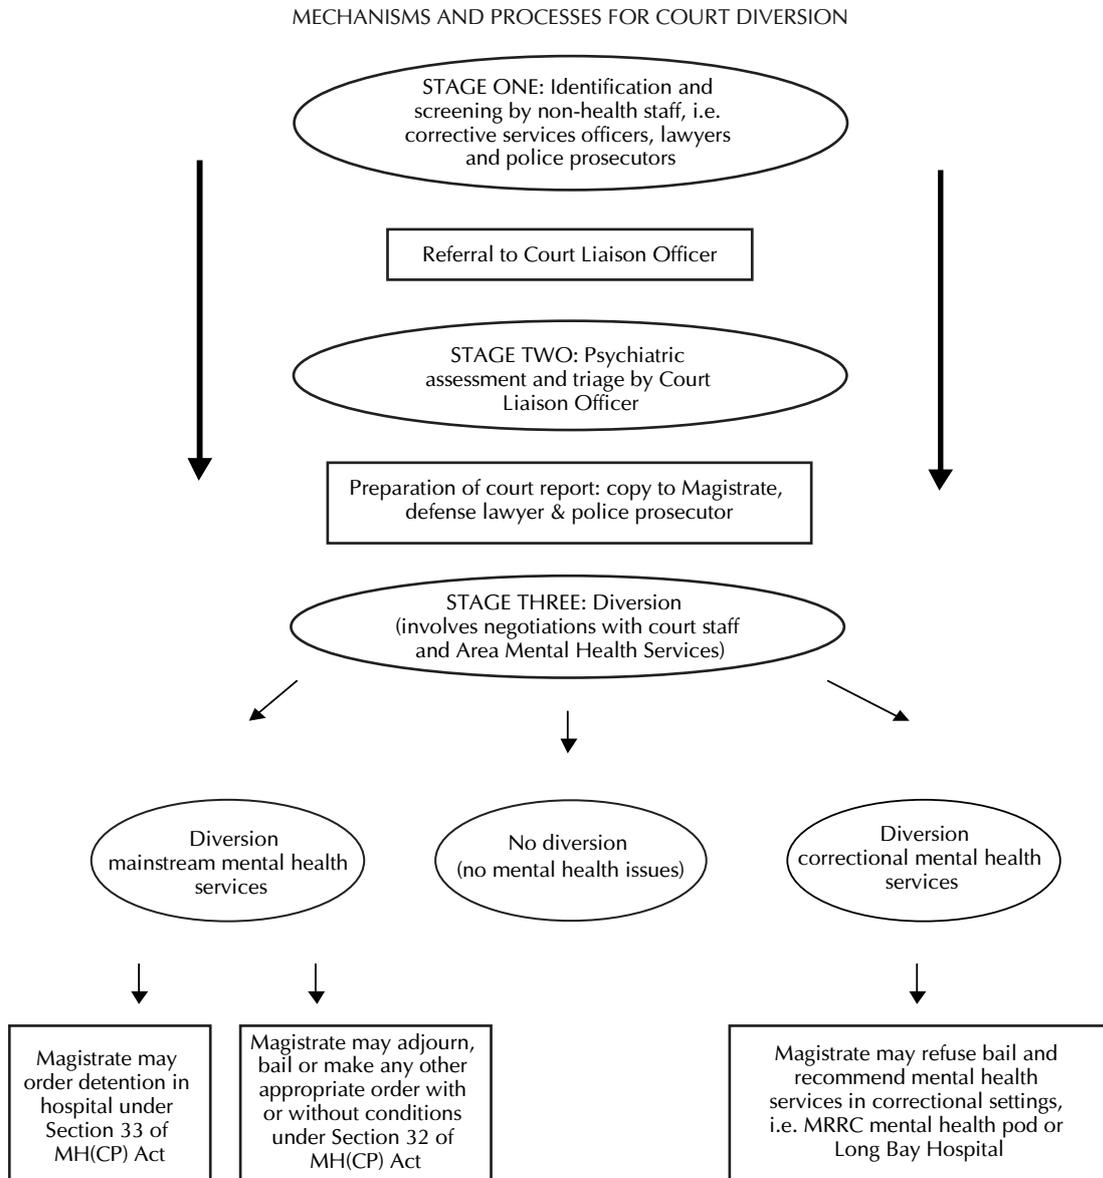 MECHANISMS AND PROCESSES FOR COURT DIVERSION
STAGE ONE: Identification and
screening by non-health staff, i.e.
corrective services officers, lawyers
and police prosecutors
Referral to Court Liaison Officer
STAGE TWO: Psychiatric
assessment and triage by Court
Liaison Officer
Preparation of court report: copy to Magistrate,
defense lawyer & police prosecutor
STAGE THREE: Diversion
(involves negotiations with court staff
and Area Mental Health Services)
Diversion
mainstream mental health
services
No diversion
(no mental health issues)
Diversion
correctional mental health
services
Magistrate may
order detention in
hospital under
Section 33 of
MH(CP) Act
Magistrate may adjourn,
bail or make any other
appropriate order with
or without conditions
under Section 32 of
MH(CP) Act
Magistrate may refuse bail and
recommend mental health
services in correctional settings,
i.e. MRRC mental health pod or
Long Bay Hospital